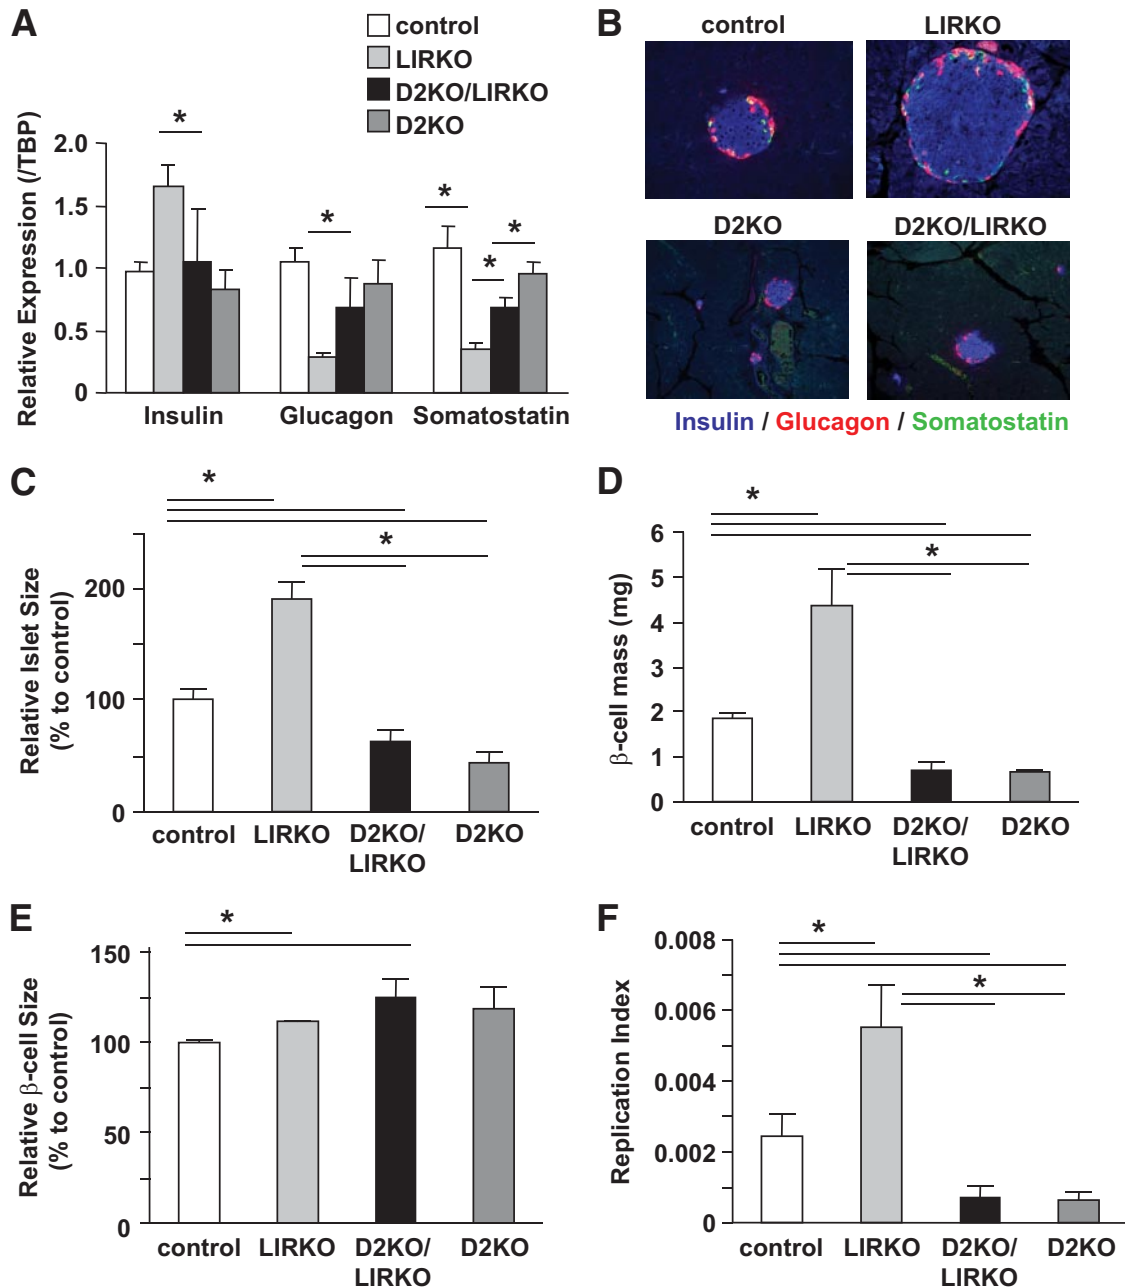 A
control
LIRKO
D2KO/LIRKO
D2KO
Relative Expression (/TBP)
2.0
1.5
1.0
0.5
0
*
*
*
*
*
Insulin
Glucagon
Somatostatin
B
control
LIRKO
D2KO
D2KO/LIRKO
Insulin / Glucagon / Somatostatin
C
Relative Islet Size
(% to control)
200
100
0
*
*
control
LIRKO
D2KO/
LIRKO
D2KO
D
β-cell mass (mg)
6
5
4
3
2
1
0
*
*
control
LIRKO
D2KO/
LIRKO
D2KO
E
Relative β-cell Size
(% to control)
150
100
50
0
*
control
LIRKO
D2KO/
LIRKO
D2KO
F
Replication Index
0.008
0.006
0.004
0.002
0
*
*
control
LIRKO
D2KO/
LIRKO
D2KO